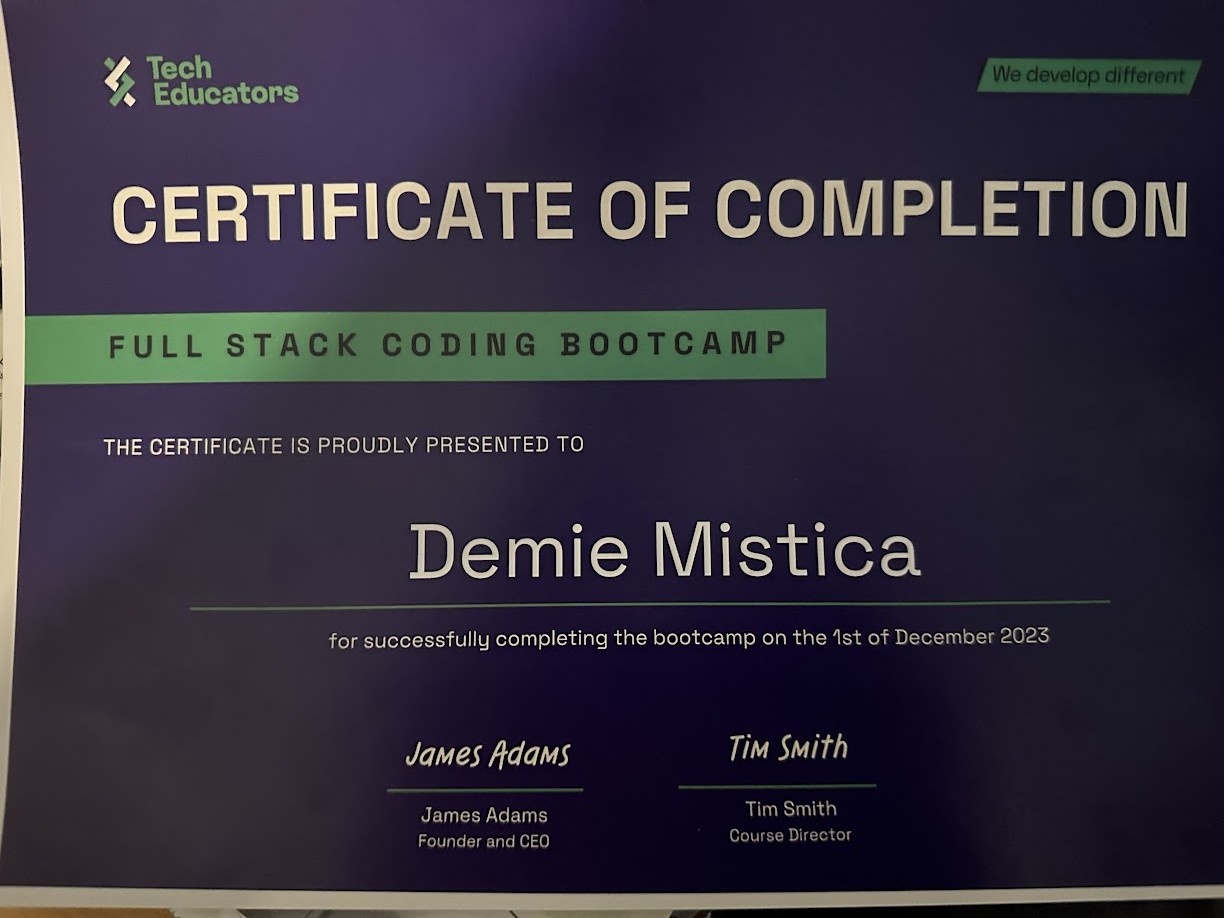 Tech
Educators
We develop different
CERTIFICATE OF COMPLETION
FULL STACK CODING BOOTCAMP
THE CERTIFICATE IS PROUDLY PRESENTED TO
Demie Mistica
for successfully completing the bootcamp on the 1st of December 2023
James Adams
Tim Smith
James Adams
Tim Smith
Founder and CEO
Course Director